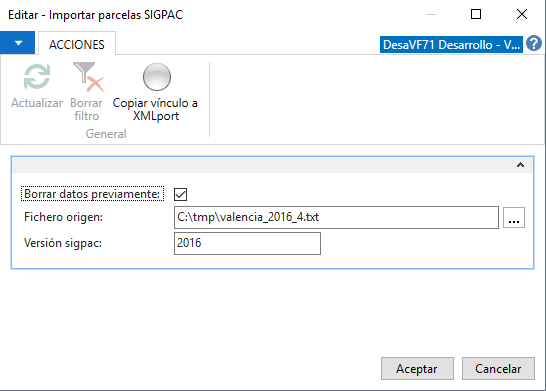 Editar - Importar parcelas SIGPAC
ACCIONES
DesaVF71 Desarrollo - V...
?
Actualizar
Borrar
filtro
Copiar vínculo a
XMLport
General
Borrar datos previamente:
Fichero origen:
C:\tmp\valencia_2016_4.txt
...
Versión sigpac:
2016
Aceptar
Cancelar